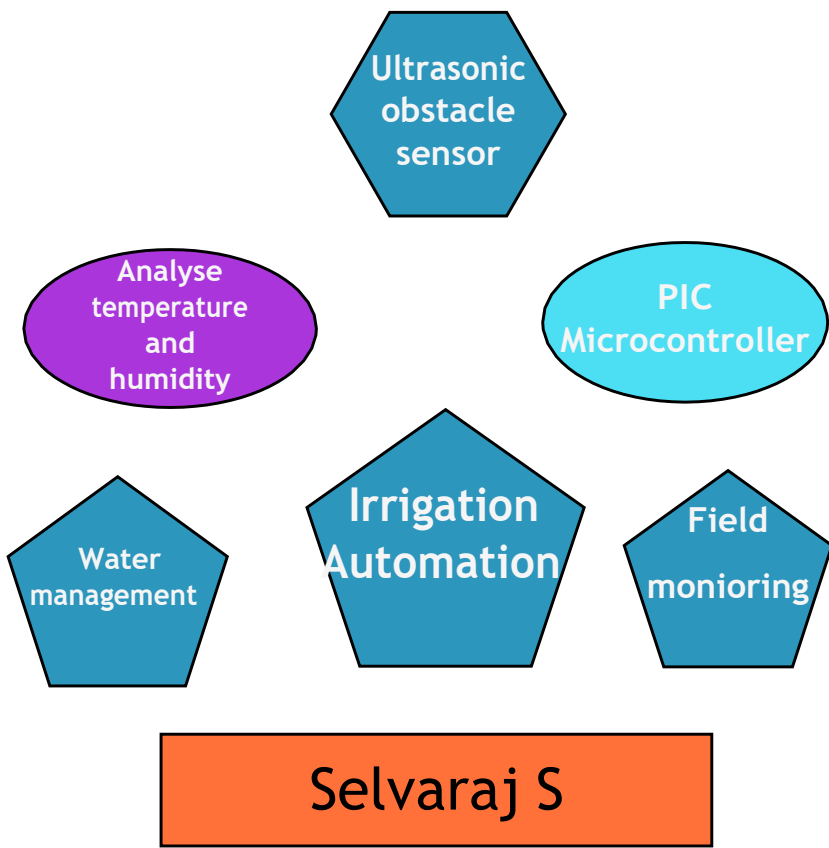 Ultrasonic
obstacle
sensor
Analyse
temperature
and
humidity
PIC
Microcontroller
Irrigation
Automation
Water
management
Field
monioring
Selvaraj S